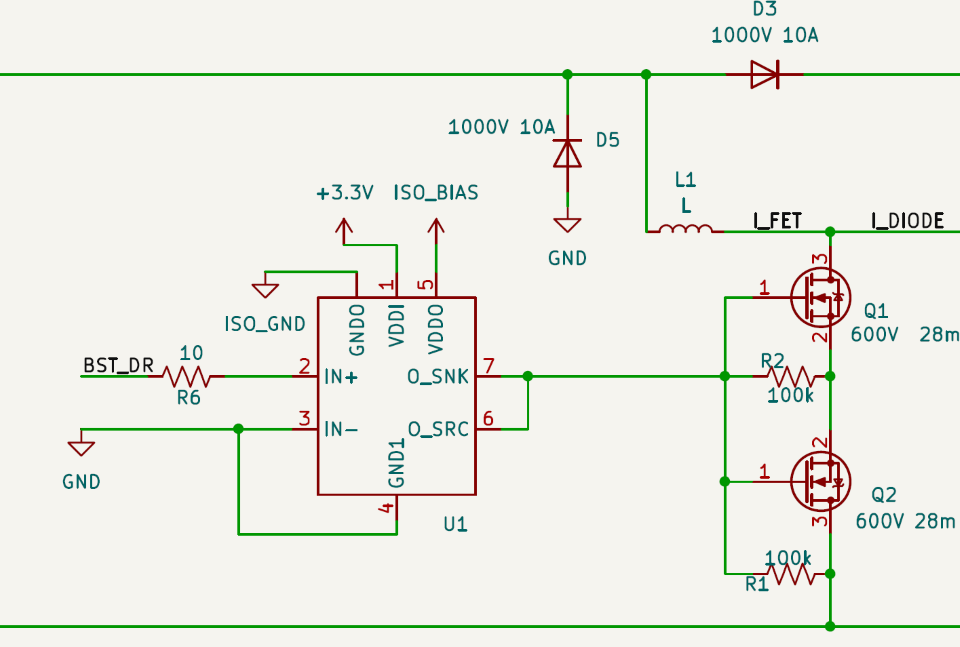 D3
1000V 10A
1000V 10A
D5
L1
L
+3.3V
ISO_BIAS
I_FET
I_DIODE
GND
3
1
1
5
Q1
ISO_GND
GNDO
VDDI
VDDO
600V 28m
2
BST_DR
10
R6
2
IN+
O_SNK
7
R2
100k
3
IN-
O_SRC
6
GND1
2
1
GND
4
U1
Q2
600V 28m
3
100k
R1